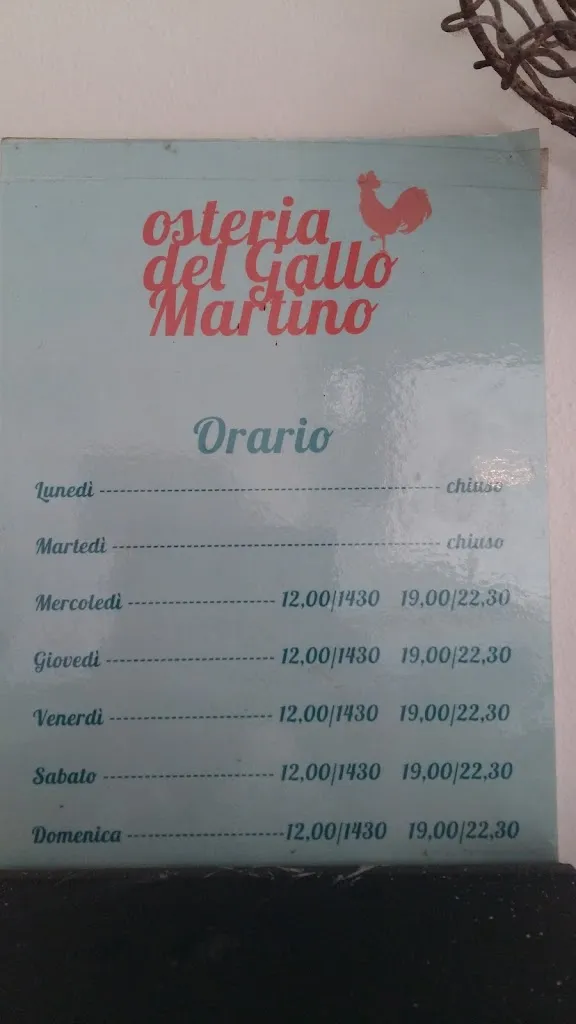 osteria
del Gallo
Martino
Orario
Lunedì ---------------------------------------- chiuso
Martedì --------------------------------------- chiuso
Mercoledì ----------------- 12,00/1430 19,00/22,30
Giovedì -------------------- 12,00/1430 19,00/22,30
Venerdì ------------------- 12,00/1430 19,00/22,30
Sabato -------------------- 12,00/1430 19,00/22,30
Domenica ------------------ 12,00/1430 19,00/22,30